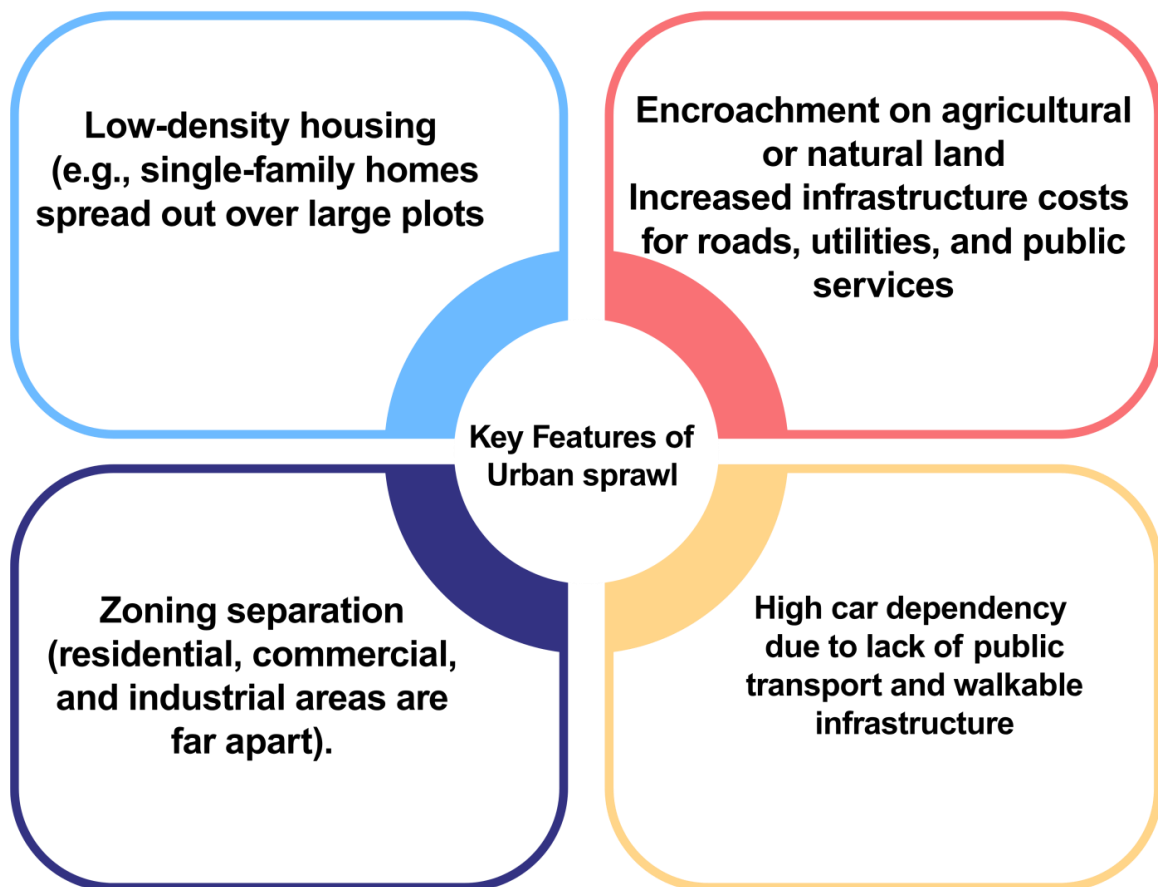 Low-density housing
(e.g., single-family homes
spread out over large plots
Encroachment on agricultural
or natural land
Increased infrastructure costs
for roads, utilities, and public
services
Key Features of
Urban sprawl
Zoning separation
(residential, commercial,
and industrial areas are
far apart).
High car dependency
due to lack of public
transport and walkable
infrastructure